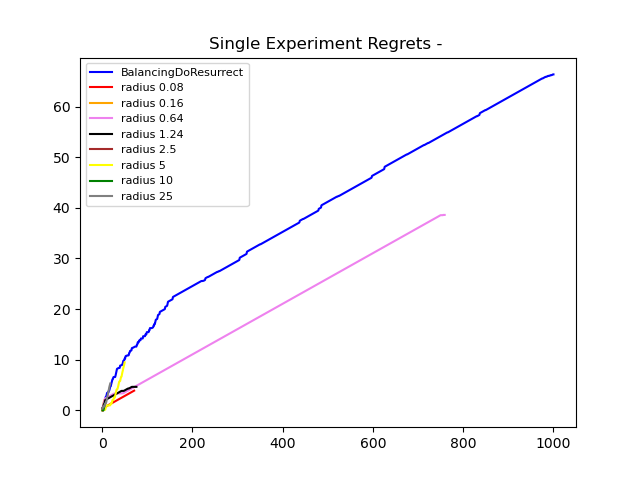 Single Experiment Regrets -
BalancingDoResurrect
radius 0.08
radius 0.16
radius 0.64
radius 1.24
radius 2.5
radius 5
radius 10
radius 25
60
50
40
30
20
10
0
0 200 400 600 800 1000